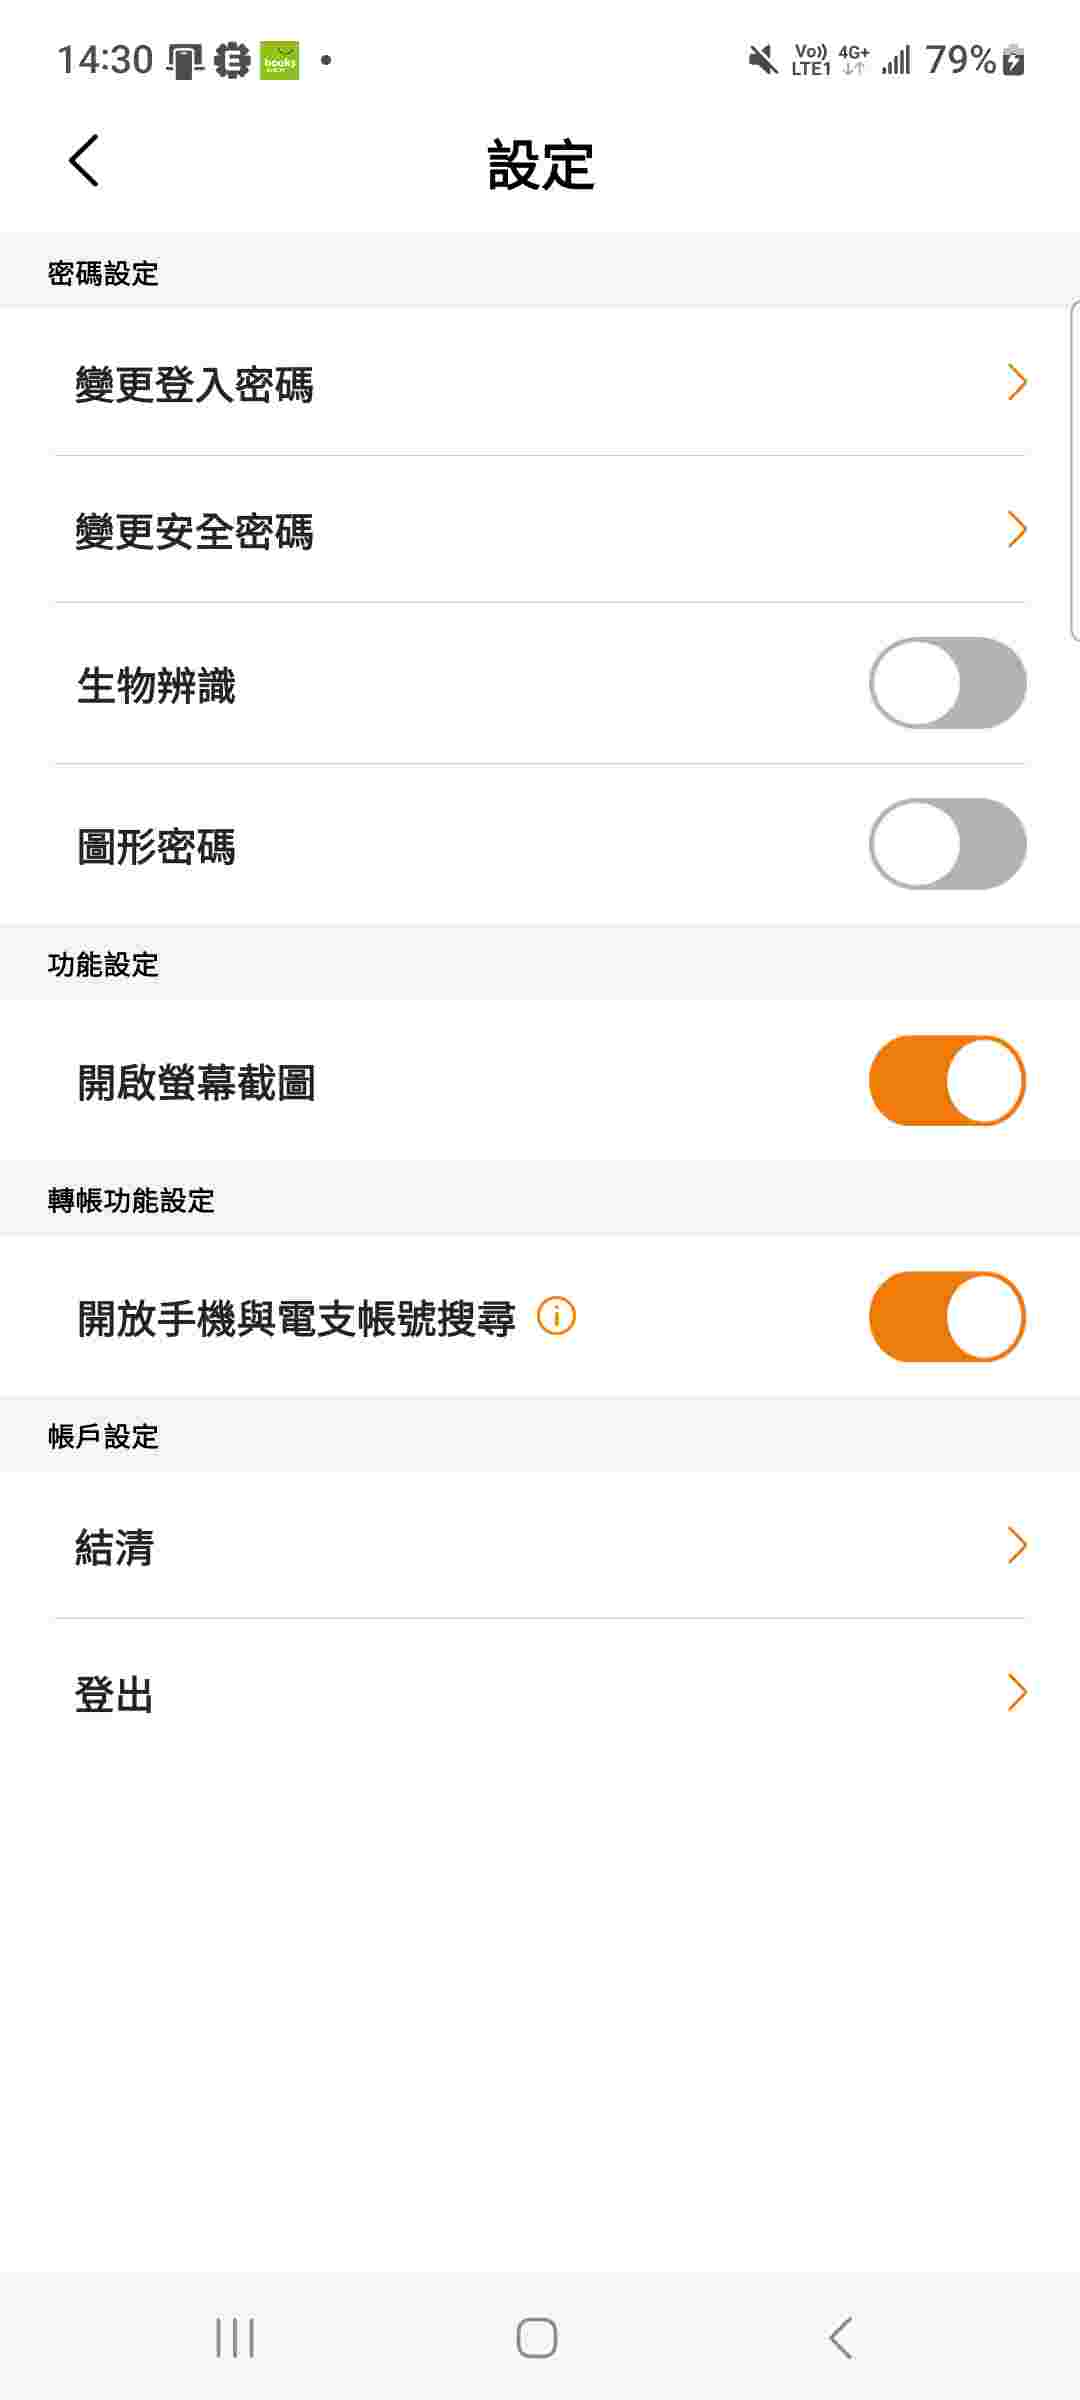 14:30
books
Vo)) 4G+ 79%
LTE1
設定
密碼設定
變更登入密碼
變更安全密碼
生物辨識
圖形密碼
功能設定
開啟螢幕截圖
轉帳功能設定
開放手機與電支帳號搜尋
帳戶設定
結清
登出